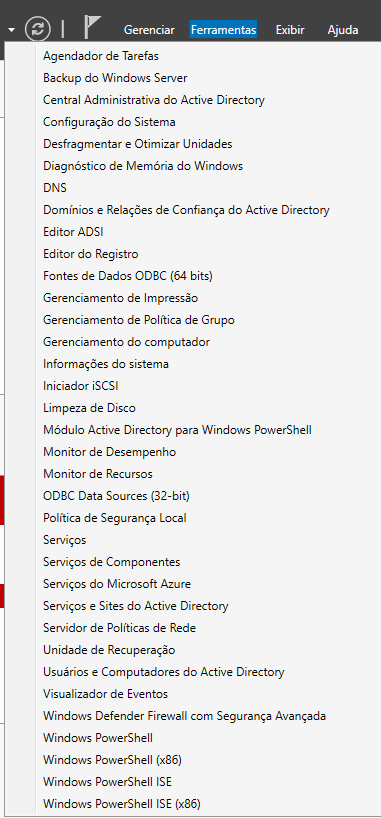 Gerenciar Ferramentas Exibir Ajuda
Agendador de Tarefas
Backup do Windows Server
Central Administrativa do Active Directory
Configuração do Sistema
Desfragmentar e Otimizar Unidades
Diagnóstico de Memória do Windows
DNS
Domínios e Relações de Confiança do Active Directory
Editor ADSI
Editor do Registro
Fontes de Dados ODBC (64 bits)
Gerenciamento de Impressão
Gerenciamento de Política de Grupo
Gerenciamento do computador
Informações do sistema
Iniciador iSCSI
Limpeza de Disco
Módulo Active Directory para Windows PowerShell
Monitor de Desempenho
Monitor de Recursos
ODBC Data Sources (32-bit)
Política de Segurança Local
Serviços
Serviços de Componentes
Serviços do Microsoft Azure
Serviços e Sites do Active Directory
Servidor de Políticas de Rede
Unidade de Recuperação
Usuários e Computadores do Active Directory
Visualizador de Eventos
Windows Defender Firewall com Segurança Avançada
Windows PowerShell
Windows PowerShell (x86)
Windows PowerShell ISE
Windows PowerShell ISE (x86)